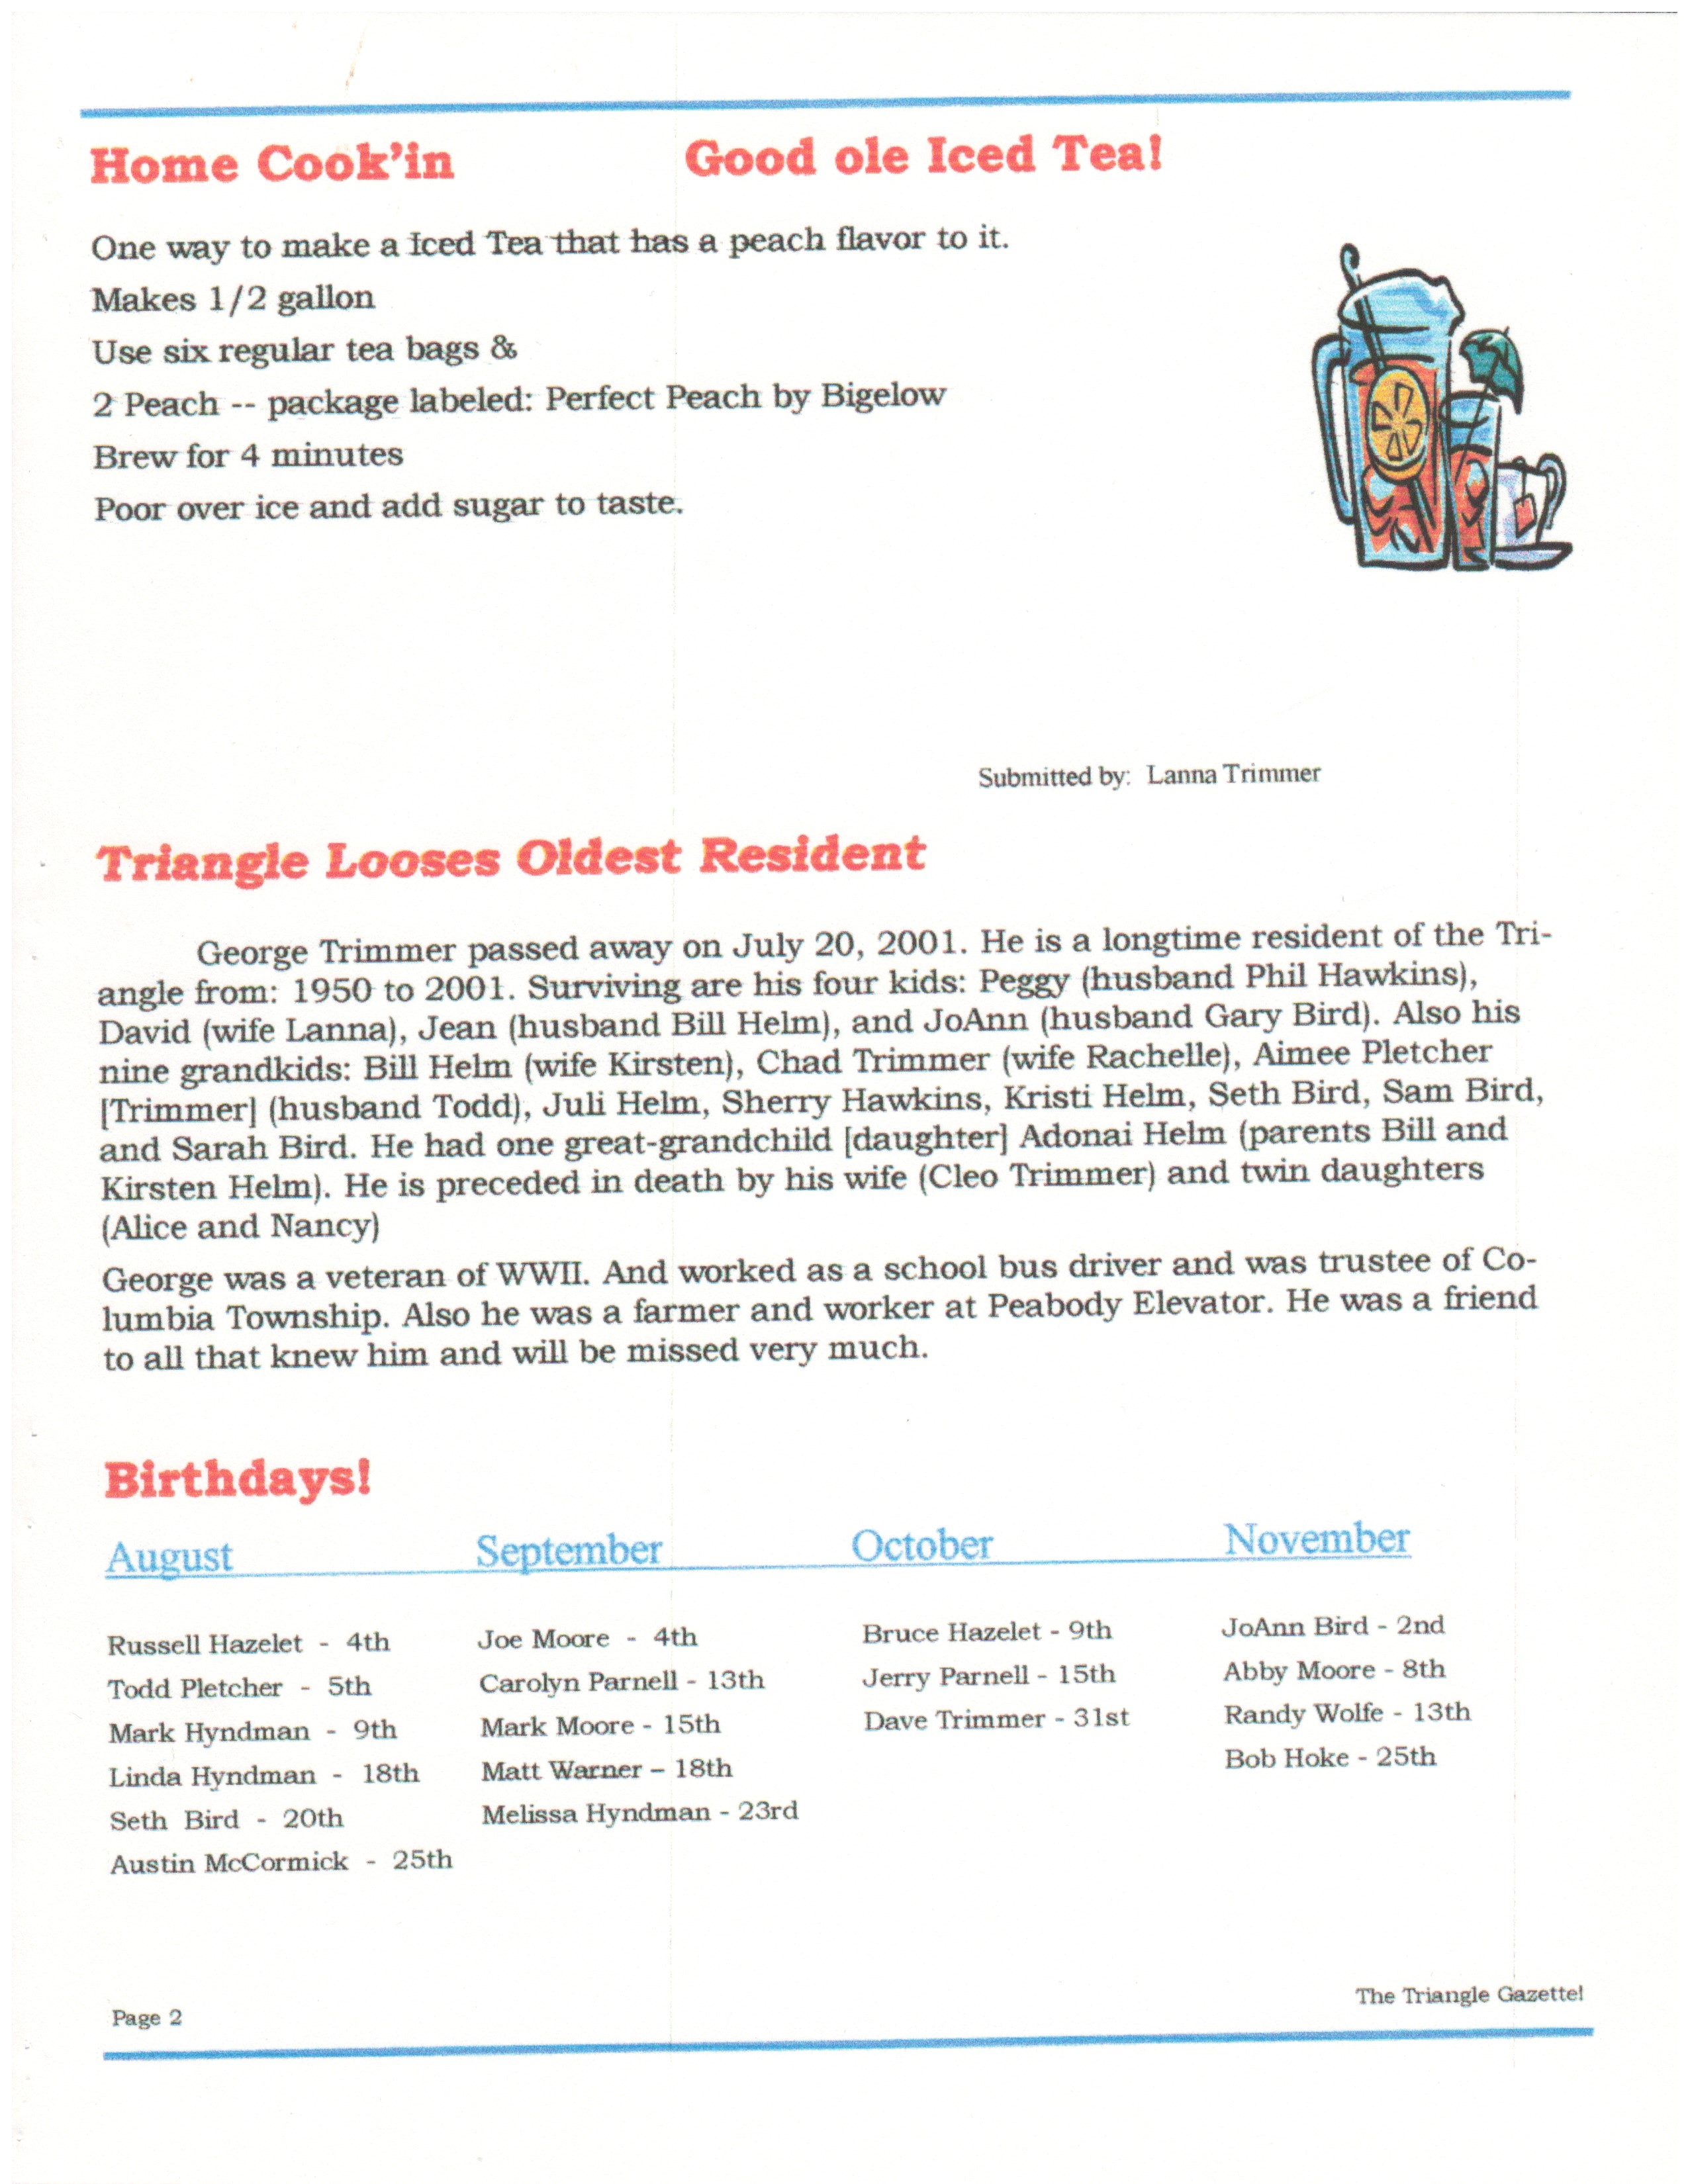 Home Cook'in Good ole Iced Tea!
One way to make a Iced Tea that has a peach flavor to it.
Makes 1/2 gallon
Use six regular tea bags &
2 Peach -- package labeled: Perfect Peach by Bigelow
Brew for 4 minutes
Poor over ice and add sugar to taste.
Submitted by: Lanna Trimmer
Triangle Looses Oldest Resident
George Trimmer passed away on July 20, 2001. He is a longtime resident of the Tri-
angle from: 1950 to 2001. Surviving are his four kids: Peggy (husband Phil Hawkins),
David (wife Lanna), Jean (husband Bill Helm), and JoAnn (husband Gary Bird). Also his
nine grandkids: Bill Helm (wife Kirsten), Chad Trimmer (wife Rachelle), Aimee Pletcher
[Trimmer] (husband Todd), Juli Helm, Sherry Hawkins, Kristi Helm, Seth Bird, Sam Bird,
and Sarah Bird. He had one great-grandchild [daughter] Adonai Helm (parents Bill and
Kirsten Helm). He is preceded in death by his wife (Cleo Trimmer) and twin daughters
(Alice and Nancy)
George was a veteran of WWII. And worked as a school bus driver and was trustee of Co-
lumbia Township. Also he was a farmer and worker at Peabody Elevator. He was a friend
to all that knew him and will be missed very much.
Birthdays!
August September October November
Russell Hazelet - 4th Joe Moore - 4th Bruce Hazelet - 9th JoAnn Bird - 2nd
Todd Pletcher - 5th Carolyn Parnell - 13th Jerry Parnell - 15th Abby Moore - 8th
Mark Hyndman - 9th Mark Moore - 15th Dave Trimmer - 31st Randy Wolfe - 13th
Linda Hyndman - 18th Matt Warner – 18th Bob Hoke - 25th
Seth Bird - 20th Melissa Hyndman - 23rd
Austin McCormick - 25th
Page 2 The Triangle Gazette!